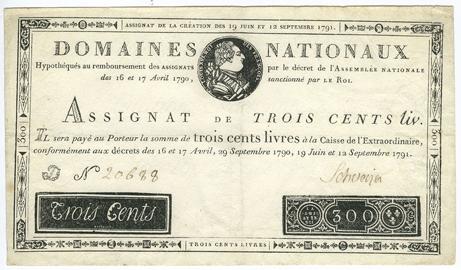 ASSIGNAT DE LA CRÉATION DES 19 JUIN ET 12 SEPTEMBRE 1791.
DOMAINES NATIONAUX
Hypothéqués au remboursement des ASSIGNATS par le décret de l'ASSEMBLÉE NATIONALE
des 16 et 17 Avril 1790, sanctionné par LE ROI.
ASSIGNAT DE TROIS CENTS liv.
IL sera payé au Porteur la somme de trois cents livres à la Caisse de l'Extraordinaire,
conformément aux décrets des 16 et 17 Avril, 29 Septembre 1790, 19 Juin et 12 Septembre 1791.
N° 20688
Trois Cents
300
TROIS CENTS LIVRES
300
300